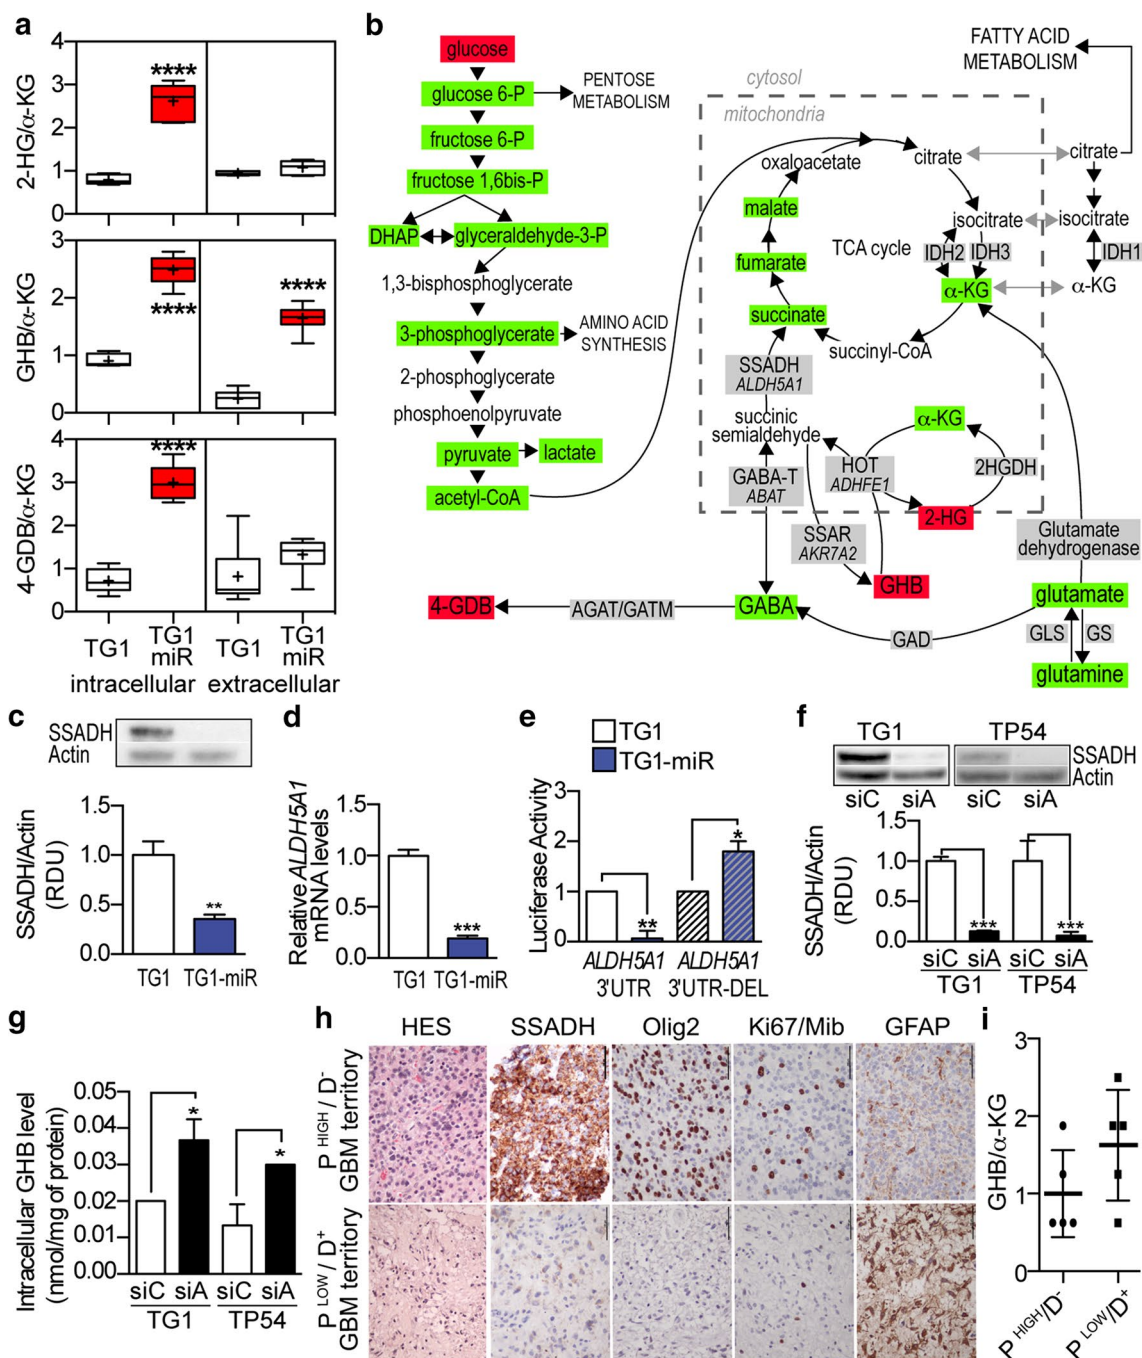 a
2-HG/α-KG
4
3
2
1
0
****
GHB/α-KG
3
2
1
0
****
****
4-GDB/α-KG
4
3
2
1
0
****
TG1
TG1
miR
TG1
TG1
miR
intracellular
extracellular
b
glucose
glucose 6-P
PENTOSE
METABOLISM
fructose 6-P
fructose 1,6bis-P
DHAP
glyceraldehyde-3-P
1,3-bisphosphoglycerate
3-phosphoglycerate
AMINO ACID
SYNTHESIS
2-phosphoglycerate
phosphoenolpyruvate
pyruvate
lactate
acetyl-CoA
cytosol
mitochondria
FATTY ACID
METABOLISM
oxaloacetate
citrate
citrate
malate
isocitrate
isocitrate
TCA cycle
IDH2
IDH3
IDH1
fumarate
α-KG
α-KG
succinate
succinyl-CoA
SSADH
ALDH5A1
succinic
semialdehyde
α-KG
GABA-T
ABAT
HOT
ADHFE1
2HGDH
2-HG
SSAR
AKR7A2
Glutamate
dehydrogenase
GHB
4-GDB
AGAT/GATM
GABA
glutamate
GAD
GLS
GS
glutamine
c
SSADH
Actin
SSADH/Actin
(RDU)
1.5
1.0
0.5
0.0
**
TG1
TG1-miR
d
Relative ALDH5A1
mRNA levels
1.5
1.0
0.5
0.0
***
TG1
TG1-miR
e
TG1
TG1-miR
Luciferase Activity
3
2
1
0
**
*
ALDH5A1
3'UTR
ALDH5A1
3'UTR-DEL
f
TG1
TP54
SSADH
Actin
siC
siA
siC
siA
SSADH/Actin
(RDU)
1.5
1.0
0.5
0.0
***
***
siC
siA
siC
siA
TG1
TP54
g
Intracellular GHB level
(nmol/mg of protein)
0.05
0.04
0.03
0.02
0.01
0.00
*
*
siC
siA
siC
siA
TG1
TP54
h
HES
SSADH
Olig2
Ki67/Mib
GFAP
P HIGH / D-
GBM territory
P LOW / D+
GBM territory
i
GHB/α-KG
3
2
1
0
P HIGH/D-
P LOW/D+